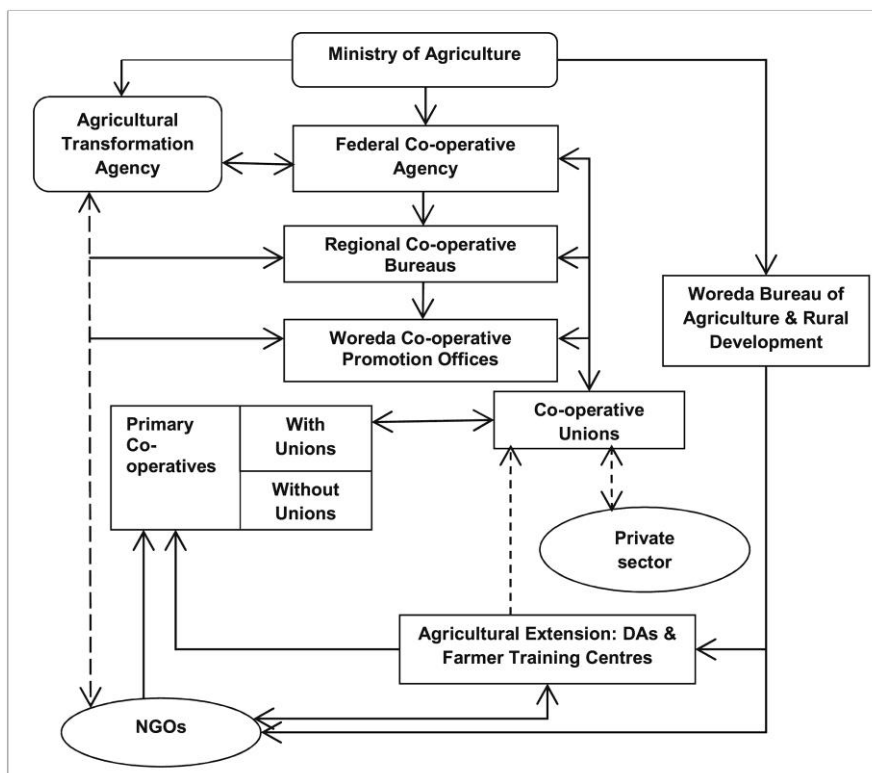 Ministry of Agriculture
Agricultural
Transformation
Agency
Federal Co-operative
Agency
Regional Co-operative
Bureaus
Woreda Bureau of
Agriculture & Rural
Development
Woreda Co-operative
Promotion Offices
Primary
Co-
operatives
With
Unions
Without
Unions
Co-operative
Unions
Private
sector
Agricultural Extension: DAs &
Farmer Training Centres
NGOs